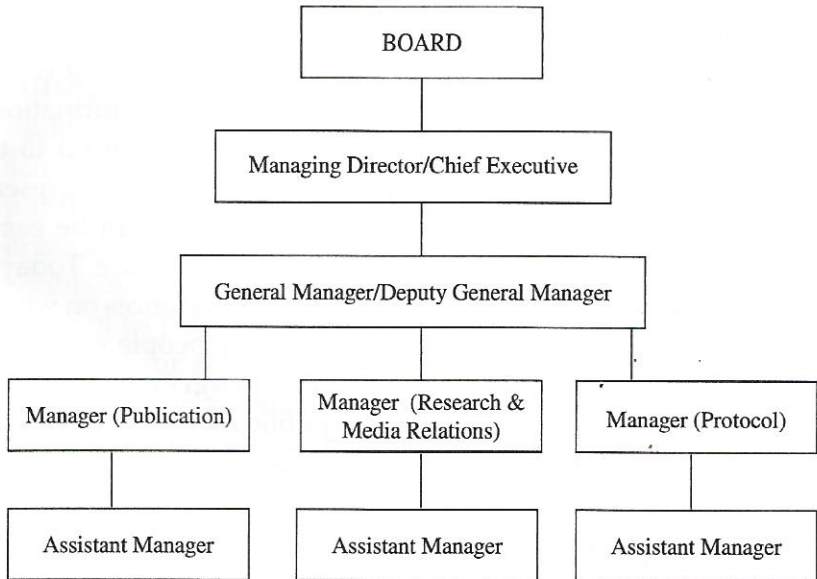 BOARD
Managing Director/Chief Executive
General Manager/Deputy General Manager
Manager (Publication)
Manager (Research &
Media Relations)
Manager (Protocol)
Assistant Manager
Assistant Manager
Assistant Manager